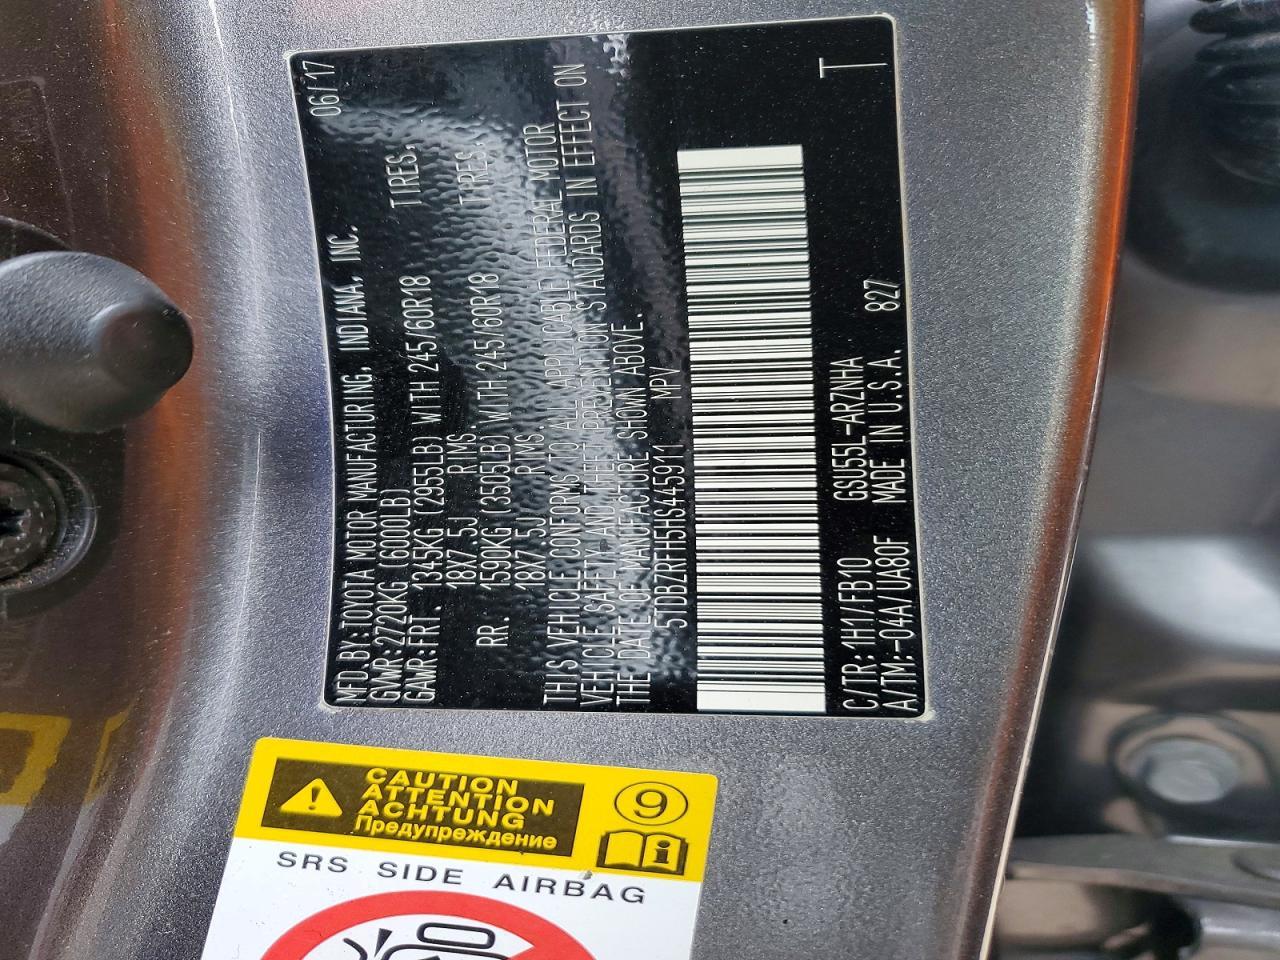 MFD.BY:TOYOTA MOTOR MANUFACTURING, INDIANA, INC. 06/17
GVWR:2720KG (6000LB)
GAWR:FRT. 1345KG (2955LB) WITH 245/60R18 TIRES,
18X7.5J RIMS.
RR. 1590KG (3505LB) WITH 245/60R18 TIRES,
18X7.5J RIMS.
THIS VEHICLE CONFORMS TO ALL APPLICABLE FEDERAL MOTOR
VEHICLE SAFETY AND THEFT PREVENTION STANDARDS IN EFFECT ON
THE DATE OF MANUFACTURE SHOWN ABOVE.
5TDBZRFH5HS445911 MPV
T
C/TR:1H1/FB10 GSU55L-ARZNHA
A/TM:-04A/UA80F MADE IN U.S.A. 827
CAUTION
ATTENTION
ACHTUNG
Предупреждение
9
i
SRS SIDE AIRBAG